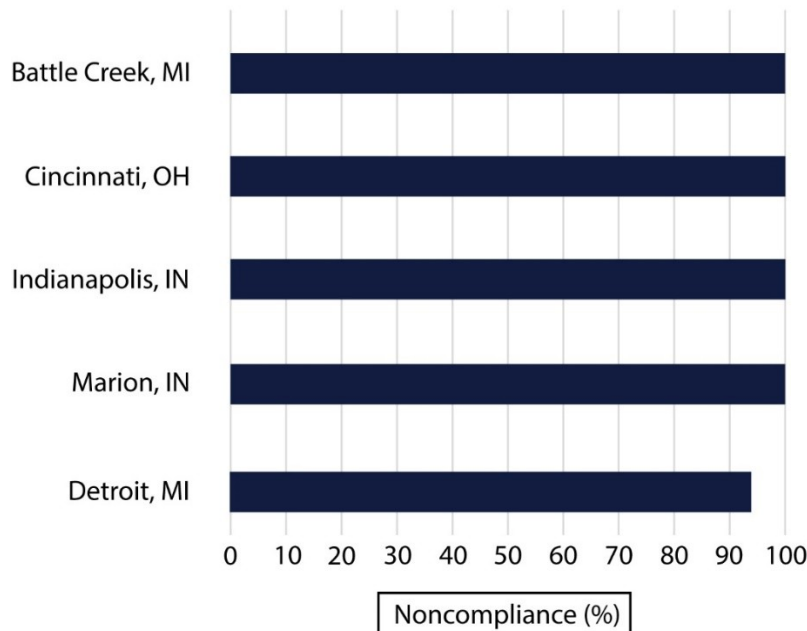 Battle Creek, MI
Cincinnati, OH
Indianapolis, IN
Marion, IN
Detroit, MI
0 10 20 30 40 50 60 70 80 90 100
Noncompliance (%)